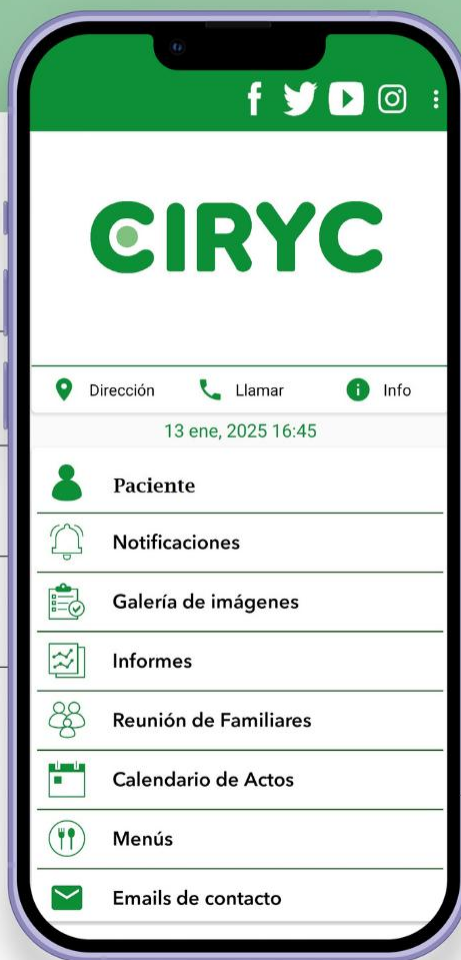 CIRYC
Dirección Llamar Info
13 ene, 2025 16:45
Paciente
Notificaciones
Galería de imágenes
Informes
Reunión de Familiares
Calendario de Actos
Menús
Emails de contacto